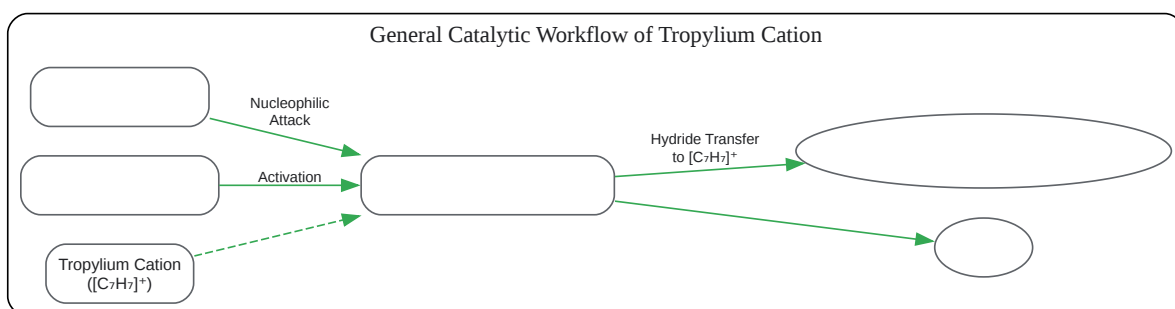 General Catalytic Workflow of Tropylium Cation
Nucleophilic
Attack
Hydride Transfer
to [C₇H₇]⁺
Activation
Tropylium Cation
([C₇H₇]⁺)